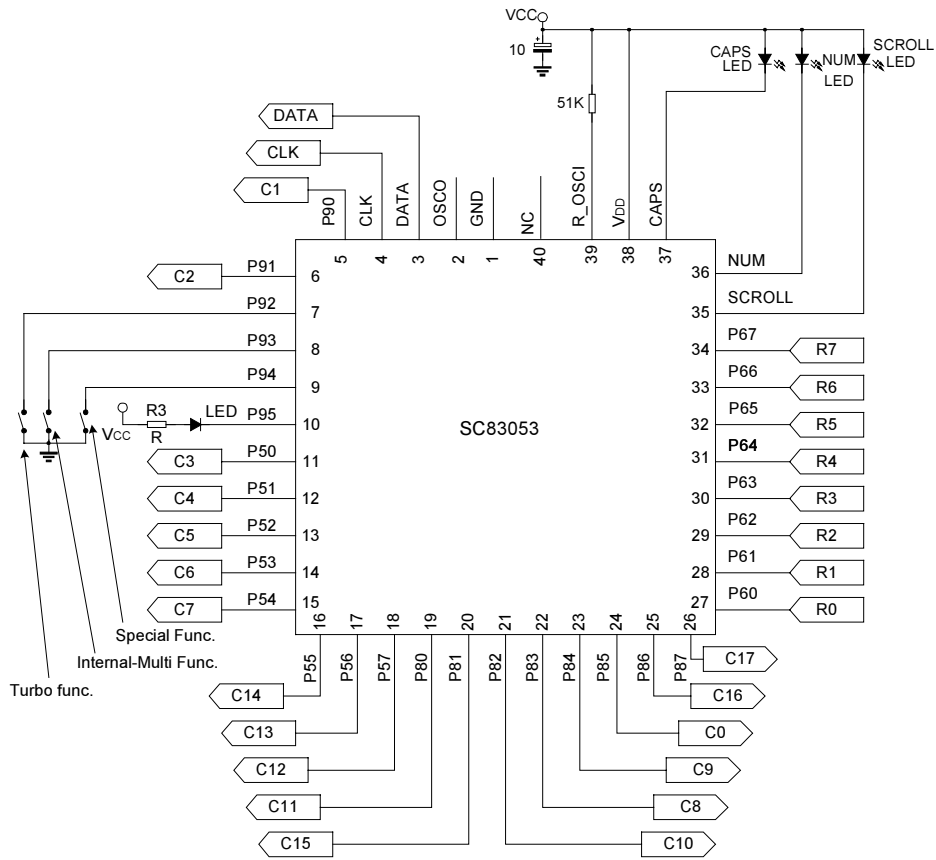 VCC
10
CAPS
LED
NUM
LED
SCROLL
LED
51K
DATA
CLK
C1
P90
CLK
DATA
OSCO
GND
NC
R_OSCI
VDD
CAPS
5
4
3
2
1
40
39
38
37
C2
P91
6
36
NUM
P92
7
35
SCROLL
P93
8
34
P67
R7
P94
9
33
P66
R6
VCC
R3
R
LED
P95
10
SC83053
32
P65
R5
C3
P50
11
31
P64
R4
C4
P51
12
30
P63
R3
C5
P52
13
29
P62
R2
C6
P53
14
28
P61
R1
C7
P54
15
27
P60
R0
16
17
18
19
20
21
22
23
24
25
26
P55
P56
P57
P80
P81
P82
P83
P84
P85
P86
P87
Special Func.
Internal-Multi Func.
Turbo func.
C17
C14
C16
C13
C0
C12
C9
C11
C8
C15
C10